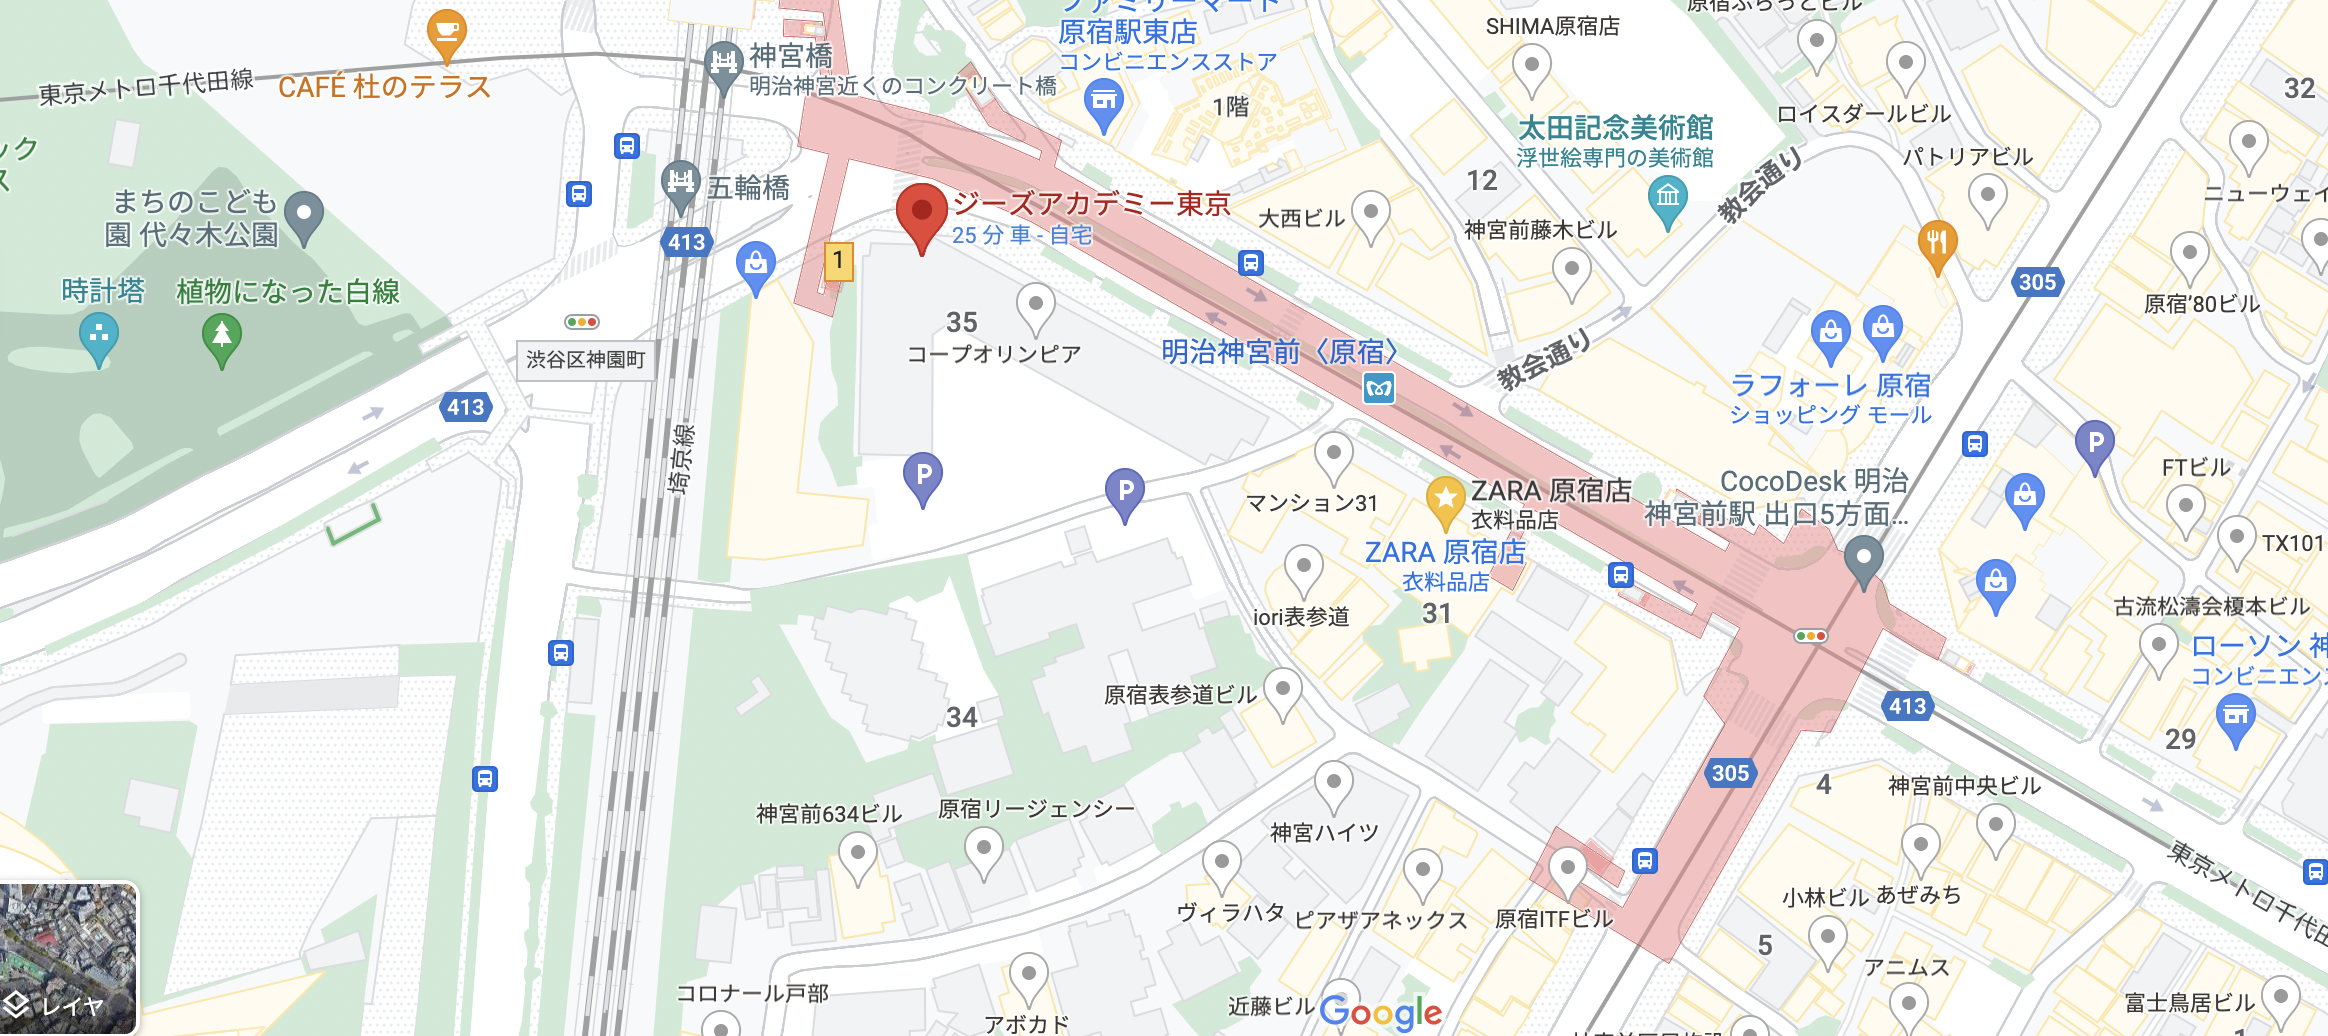 ファミリーマート
原宿駅東店
コンビニエンスストア
SHIMA原宿店
原宿ぷらっとビル
神宮橋
明治神宮近くのコンクリート橋
東京メトロ千代田線
CAFÉ 杜のテラス
1階
太田記念美術館
浮世絵専門の美術館
ロイスダールビル
32
パトリアビル
教会通り
ニューウェイ
まちのこども
園 代々木公園
五輪橋
ジーズアカデミー東京
25 分 車 - 自宅
大西ビル
12
神宮前藤木ビル
413
1
305
原宿’80ビル
時計塔
植物になった白線
35
コープオリンピア
渋谷区神園町
明治神宮前〈原宿〉
教会通り
ラフォーレ 原宿
ショッピング モール
413
埼京線
P
P
P
マンション31
ZARA 原宿店
衣料品店
ZARA 原宿店
衣料品店
CocoDesk 明治
神宮前駅 出口5方面...
FTビル
TX101
iori表参道
31
古流松濤会榎本ビル
ローソン 神
コンビニエンス
原宿表参道ビル
34
413
29
305
4
神宮前中央ビル
神宮前634ビル
原宿リージェンシー
神宮ハイツ
東京メトロ千代田
ヴィラハタ
ピアザアネックス
原宿ITFビル
小林ビル
あぜみち
5
アニムス
コロナール戸部
アボカド
近藤ビル
Google
富士鳥居ビル
レイヤ